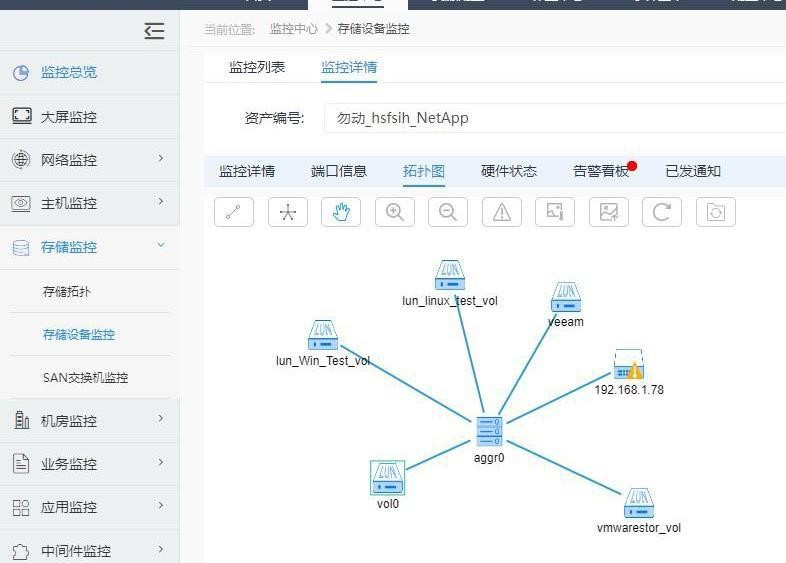 当前位置: 监控中心 > 存储设备监控
监控总览
大屏监控
网络监控
主机监控
存储监控
存储拓扑
存储设备监控
SAN交换机监控
机房监控
业务监控
应用监控
中间件监控
监控列表 监控详情
资产编号: 勿动_hsfsih_NetApp
监控详情 端口信息 拓扑图 硬件状态 告警看板 已发通知
LUN
lun_linux_test_vol
LUN
veeam
LUN
lun_Win_Test_vol
192.168.1.78
aggr0
LUN
vol0
LUN
vmwarestor_vol